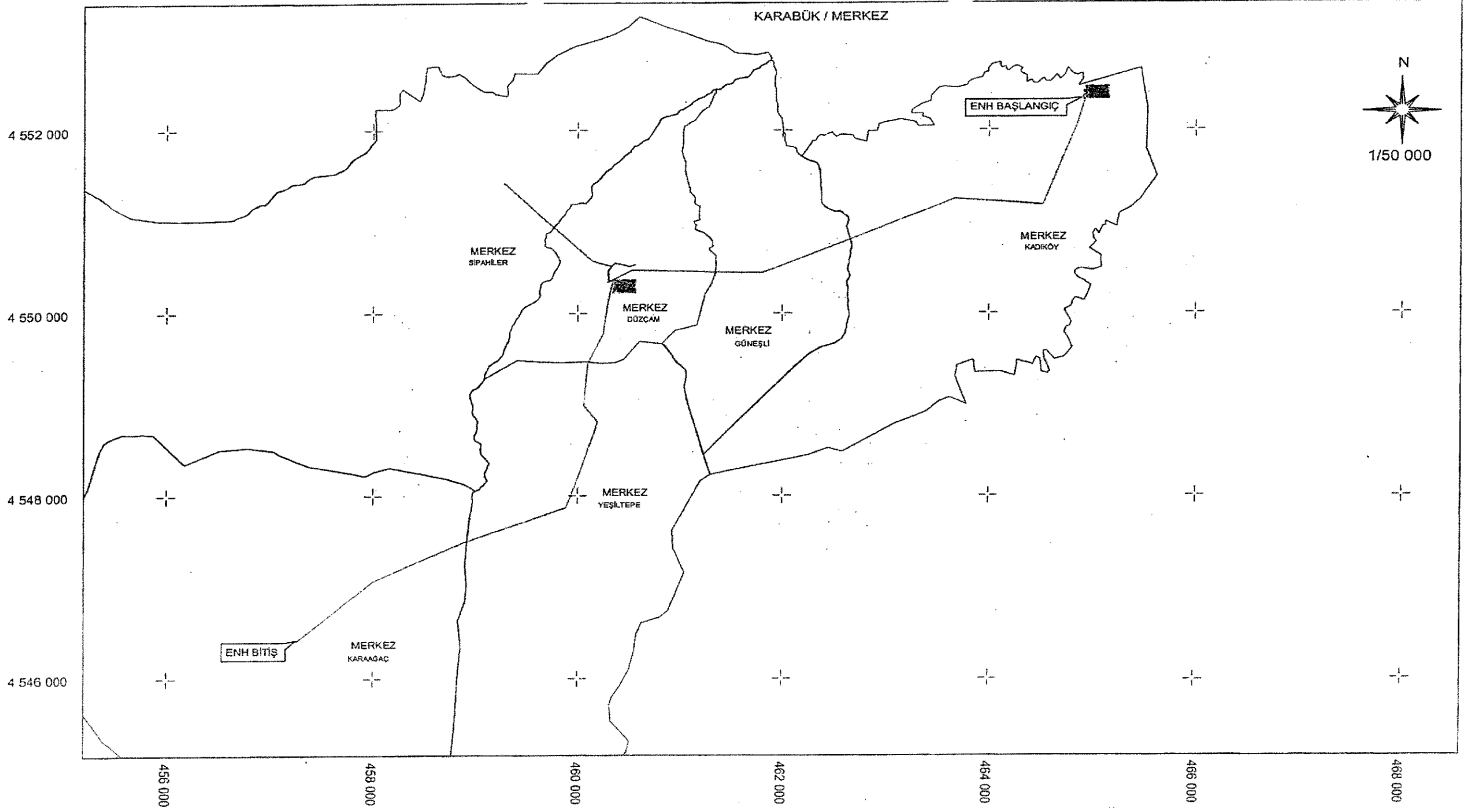 KARABÜK / MERKEZ
N
1/50 000
ENH BAŞLANGIÇ
4 552 000
MERKEZ
KADIKÖY
MERKEZ
SİPAHİLER
MERKEZ
DÜZÇAM
4 550 000
MERKEZ
GÜNEŞLİ
MERKEZ
YEŞİLTEPE
4 548 000
MERKEZ
KARAAĞAÇ
ENH BİTİŞ
4 546 000
456 000
458 000
460 000
462 000
464 000
466 000
468 000